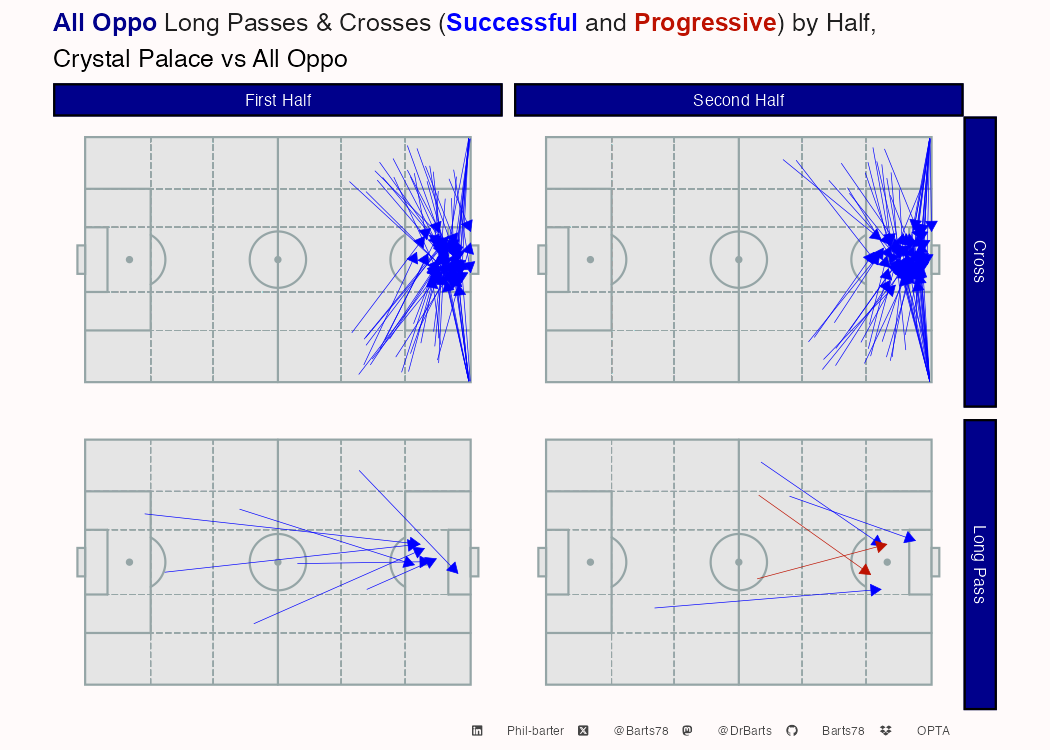 All Oppo Long Passes & Crosses (Successful and Progressive) by Half,
Crystal Palace vs All Oppo
First Half
Second Half
Cross
Long Pass
Phil-barter @Barts78 @DrBarts Barts78 OPTA